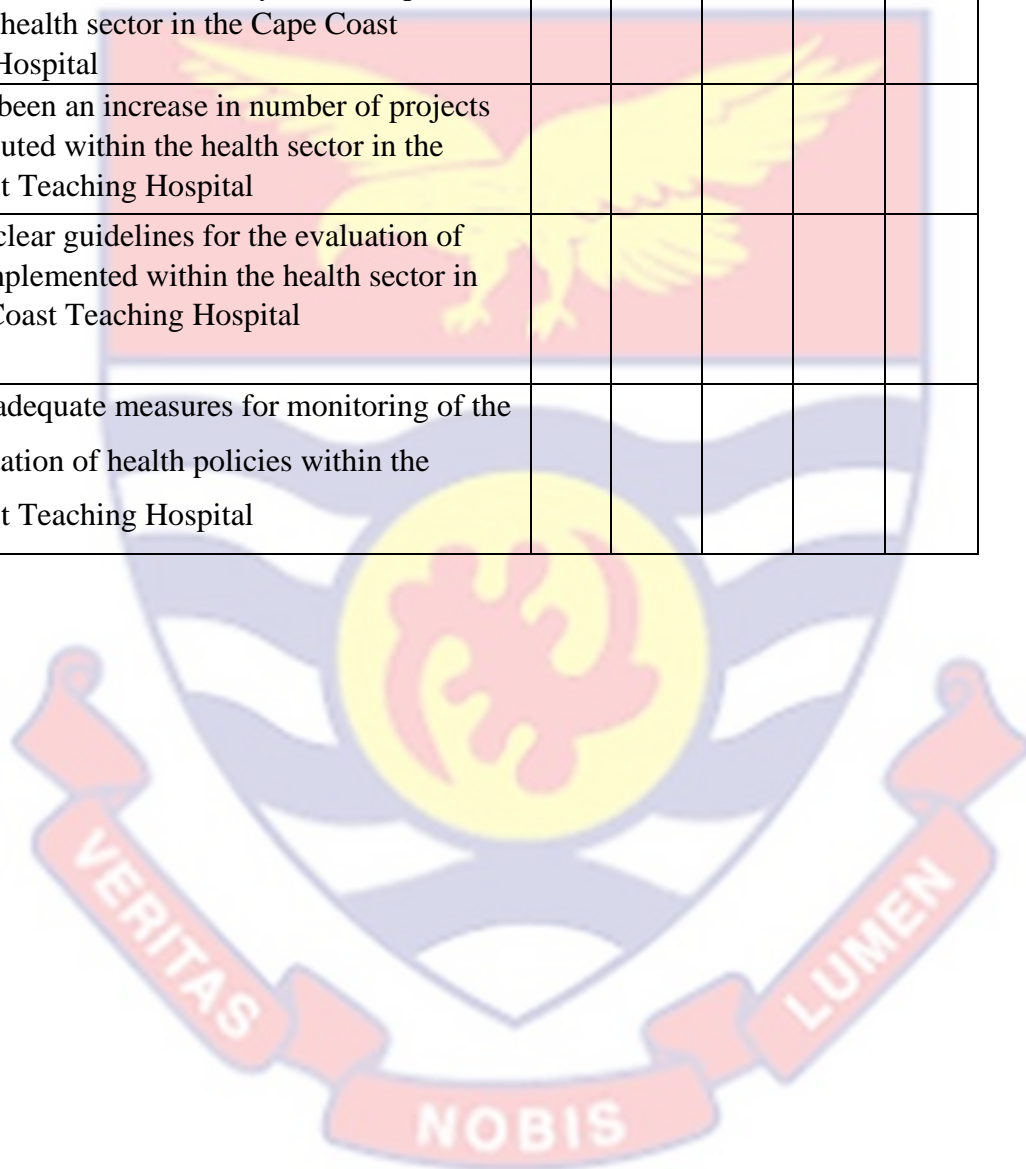 health sector in the Cape Coast
Hospital
been an increase in number of projects
uted within the health sector in the
t Teaching Hospital
clear guidelines for the evaluation of
nplemented within the health sector in
Coast Teaching Hospital
adequate measures for monitoring of the
ation of health policies within the
t Teaching Hospital
VERITAS
NOBIS
LUMEN